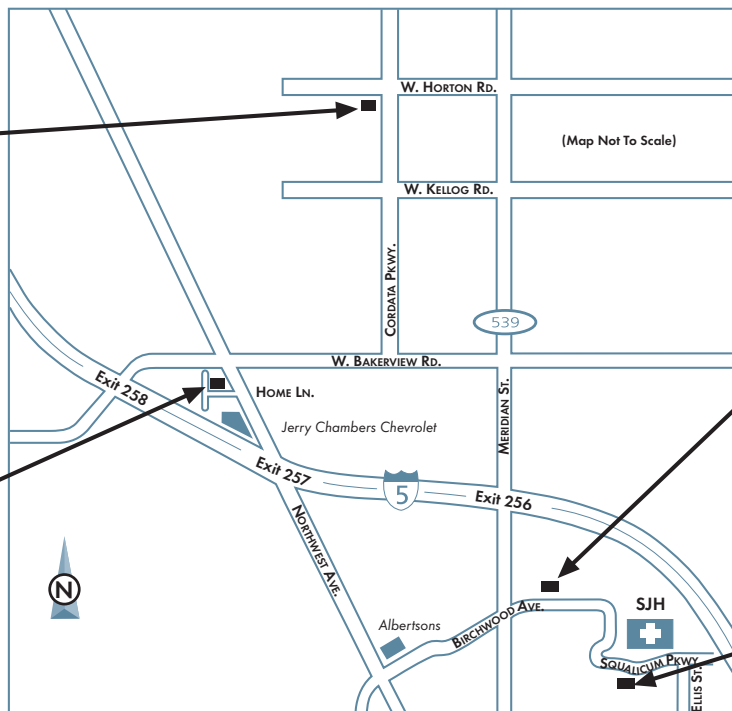 W. HORTON RD.
(Map Not To Scale)
W. KELLOG RD.
CORDATA PKWY.
539
W. BAKERVIEW RD.
Exit 258
HOME LN.
MERIDIAN ST.
Jerry Chambers Chevrolet
Exit 257
5
Exit 256
NORTHWEST AVE.
N
SJH
Albertsons
BIRCHWOOD AVE.
SQUALICUM PKWY.
ELLIS ST.